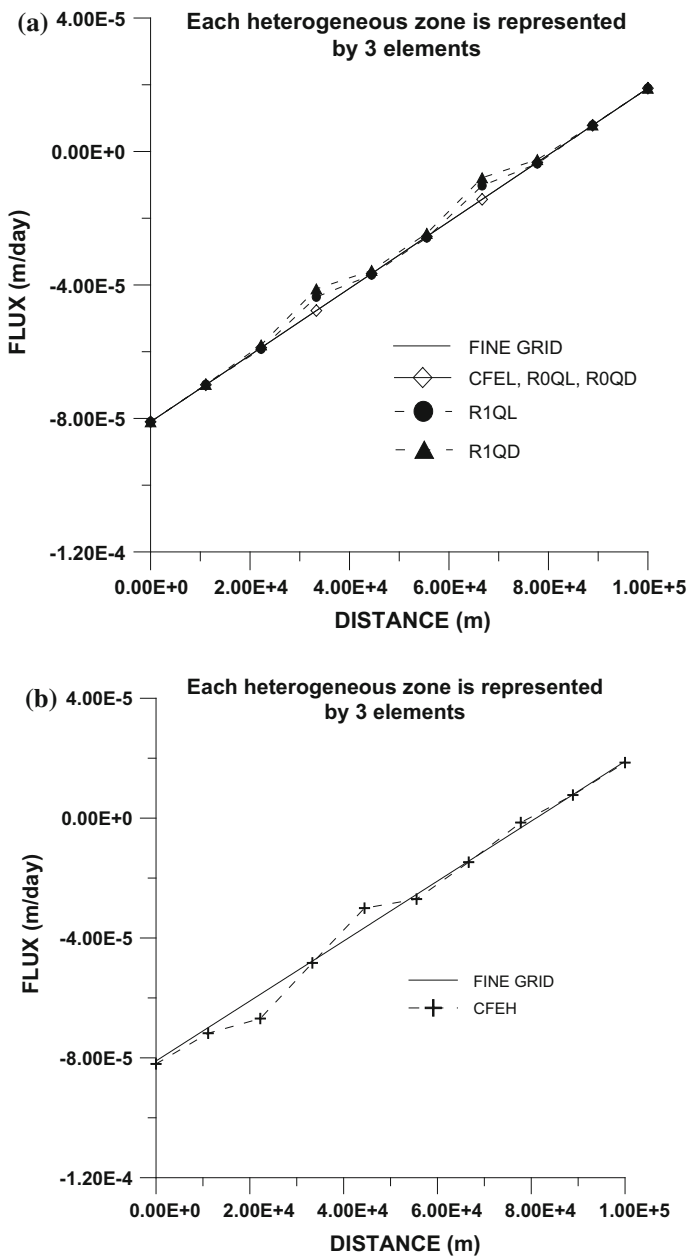 (a)
Each heterogeneous zone is represented
by 3 elements
4.00E-5
0.00E+0
-4.00E-5
-8.00E-5
-1.20E-4
FLUX (m/day)
FINE GRID
CFEL, R0QL, R0QD
R1QL
R1QD
0.00E+0 2.00E+4 4.00E+4 6.00E+4 8.00E+4 1.00E+5
DISTANCE (m)
(b)
Each heterogeneous zone is represented
by 3 elements
4.00E-5
0.00E+0
-4.00E-5
-8.00E-5
-1.20E-4
FLUX (m/day)
FINE GRID
CFEH
0.00E+0 2.00E+4 4.00E+4 6.00E+4 8.00E+4 1.00E+5
DISTANCE (m)